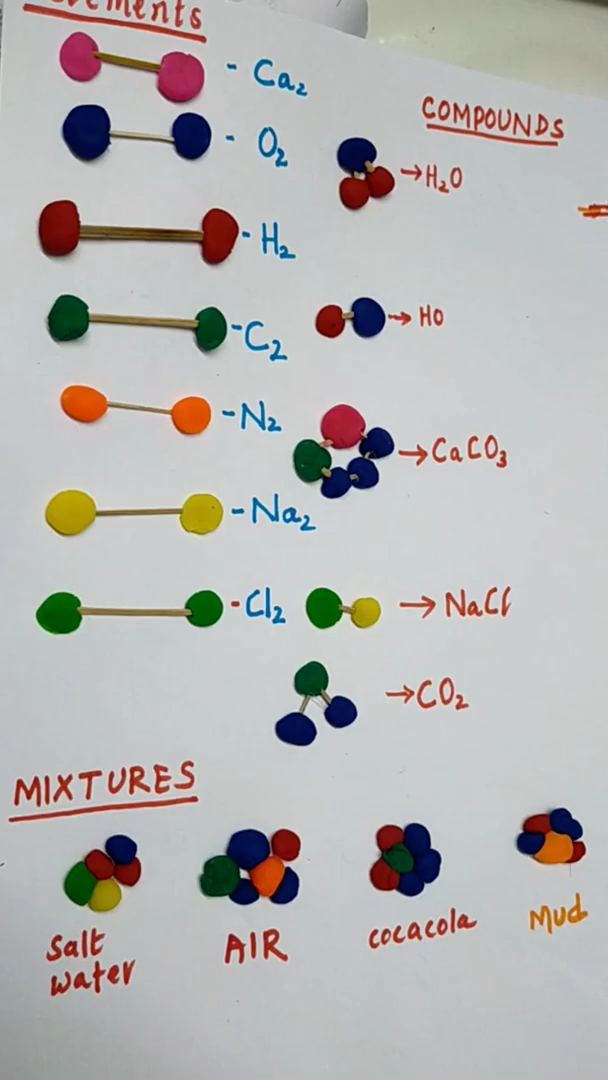 - Ca₂
- O₂
- H₂
- C₂
- N₂
- Na₂
- Cl₂
COMPOUNDS
→ H₂O
→ HO
→ CaCO₃
→ NaCl
→ CO₂
MIXTURES
Salt
water
AIR
cocacola
Mud